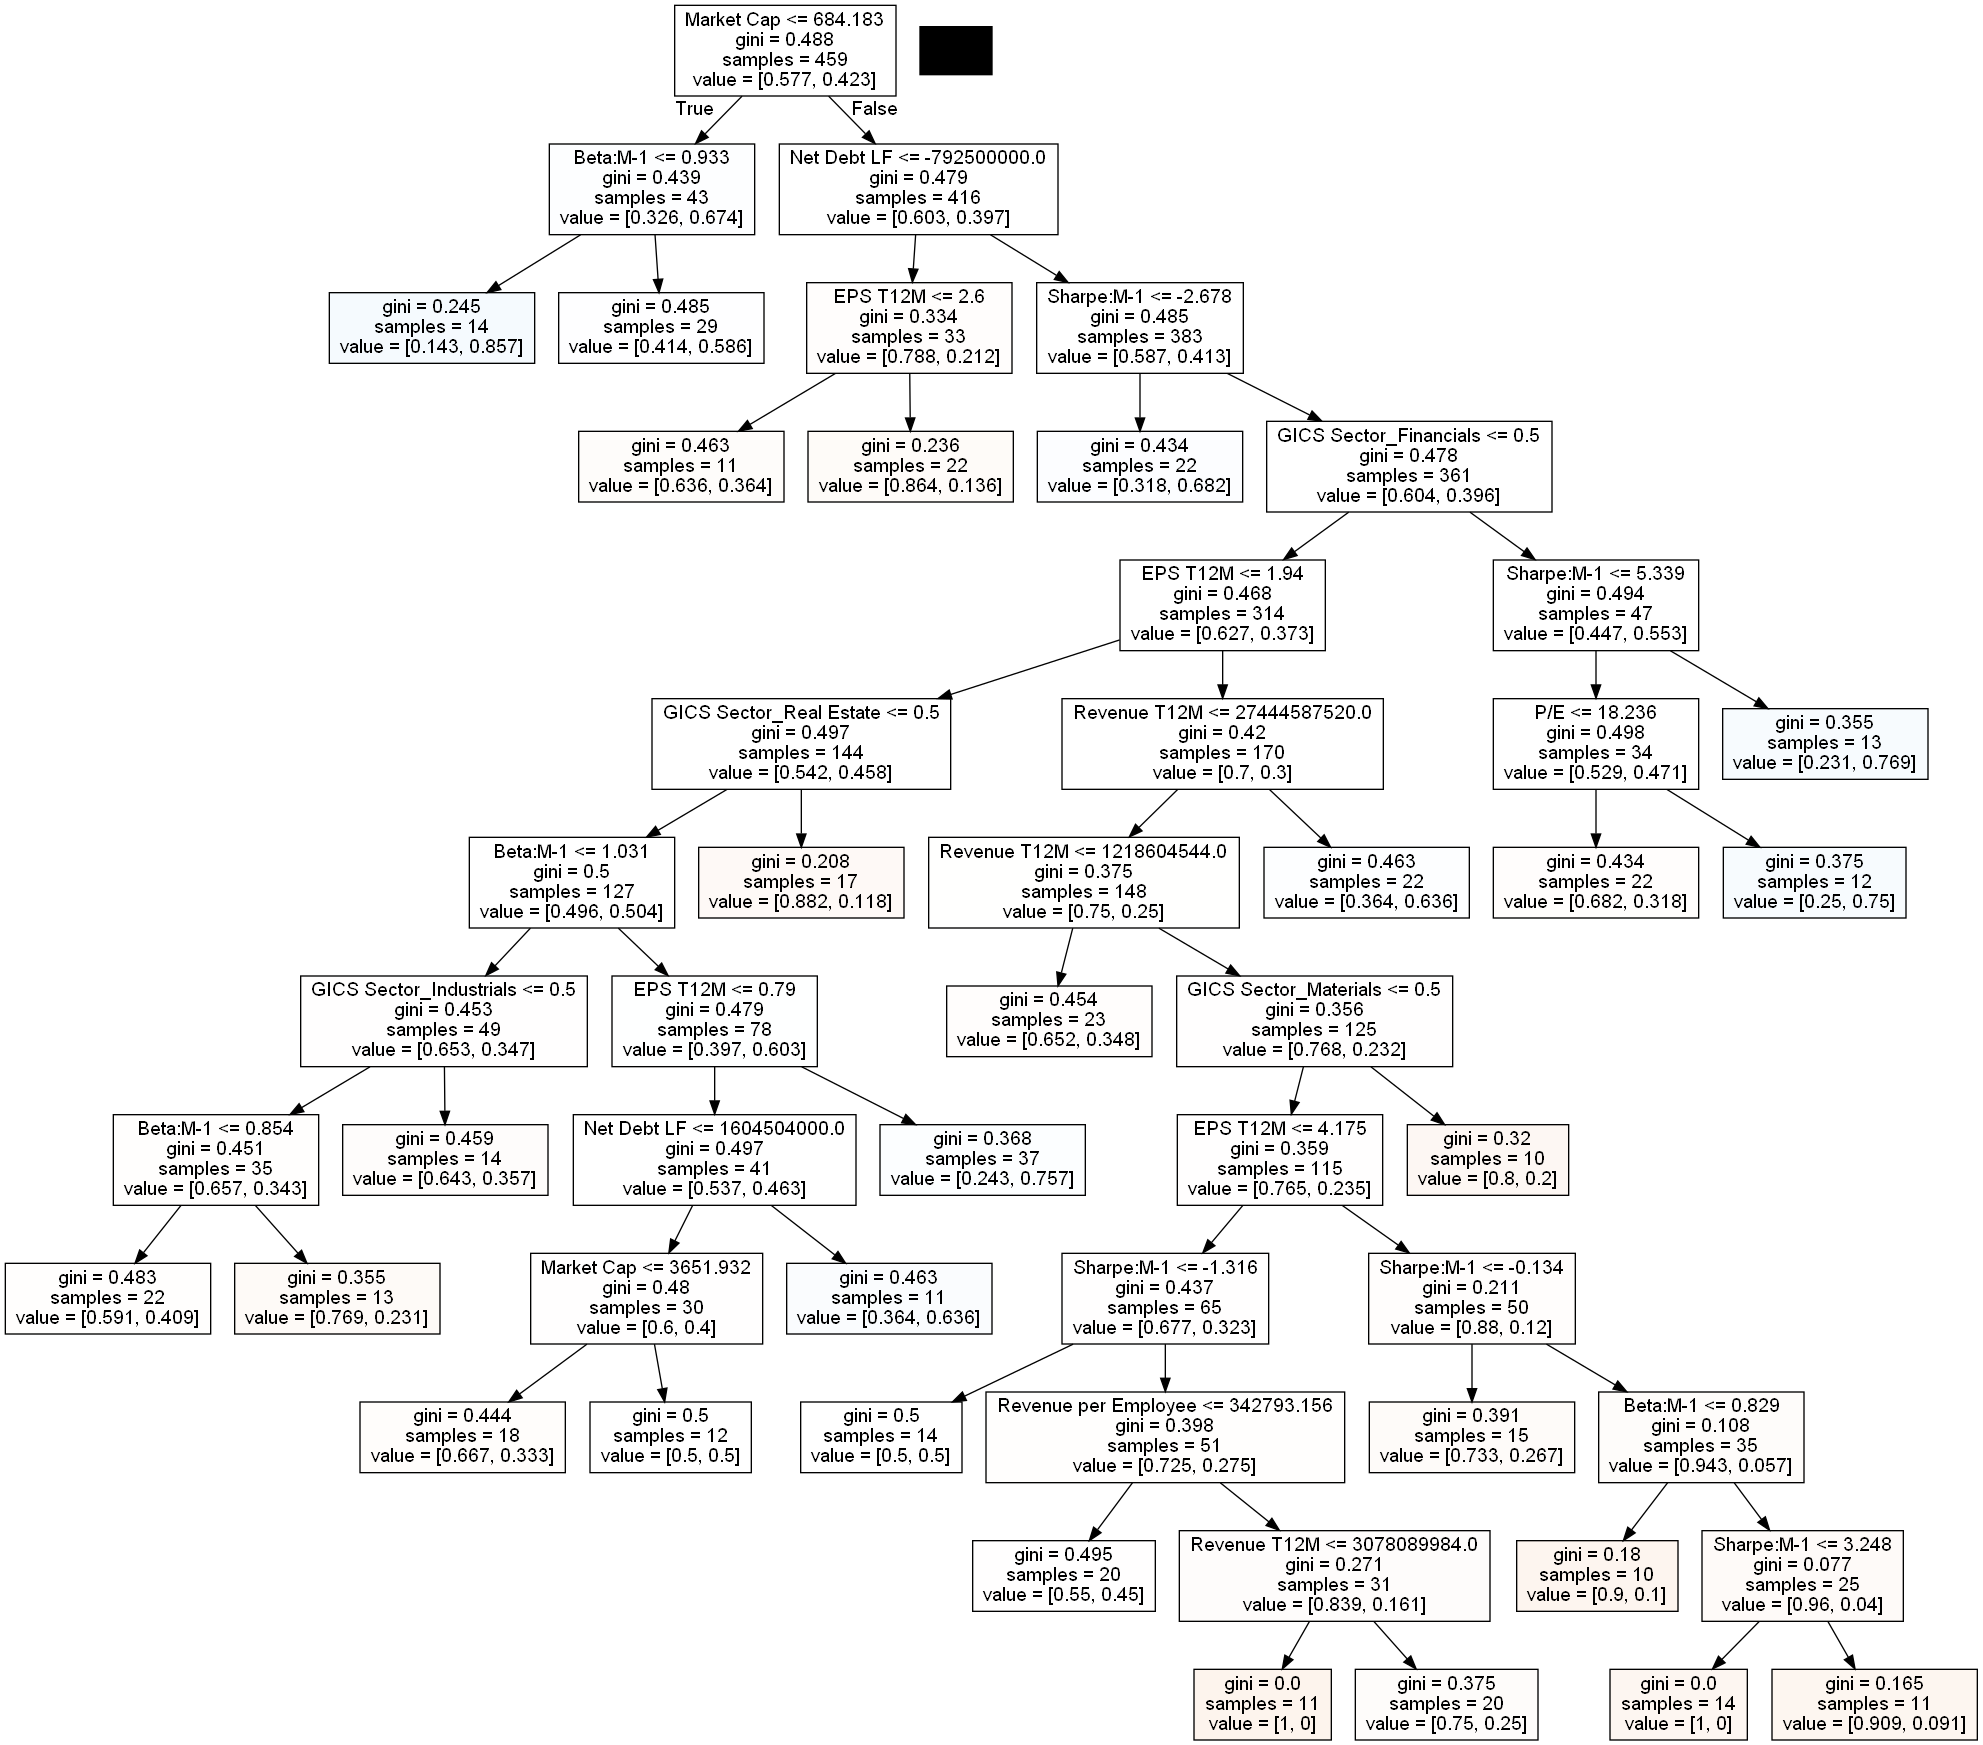 Market Cap <= 684.183
gini = 0.488
samples = 459
value = [0.577, 0.423]
True
False
Beta:M-1 <= 0.933
gini = 0.439
samples = 43
value = [0.326, 0.674]
Net Debt LF <= -792500000.0
gini = 0.479
samples = 416
value = [0.603, 0.397]
gini = 0.245
samples = 14
value = [0.143, 0.857]
gini = 0.485
samples = 29
value = [0.414, 0.586]
EPS T12M <= 2.6
gini = 0.334
samples = 33
value = [0.788, 0.212]
Sharpe:M-1 <= -2.678
gini = 0.485
samples = 383
value = [0.587, 0.413]
gini = 0.463
samples = 11
value = [0.636, 0.364]
gini = 0.236
samples = 22
value = [0.864, 0.136]
gini = 0.434
samples = 22
value = [0.318, 0.682]
GICS Sector_Financials <= 0.5
gini = 0.478
samples = 361
value = [0.604, 0.396]
EPS T12M <= 1.94
gini = 0.468
samples = 314
value = [0.627, 0.373]
Sharpe:M-1 <= 5.339
gini = 0.494
samples = 47
value = [0.447, 0.553]
GICS Sector_Real Estate <= 0.5
gini = 0.497
samples = 144
value = [0.542, 0.458]
Revenue T12M <= 27444587520.0
gini = 0.42
samples = 170
value = [0.7, 0.3]
P/E <= 18.236
gini = 0.498
samples = 34
value = [0.529, 0.471]
gini = 0.355
samples = 13
value = [0.231, 0.769]
Beta:M-1 <= 1.031
gini = 0.5
samples = 127
value = [0.496, 0.504]
gini = 0.208
samples = 17
value = [0.882, 0.118]
Revenue T12M <= 1218604544.0
gini = 0.375
samples = 148
value = [0.75, 0.25]
gini = 0.463
samples = 22
value = [0.364, 0.636]
gini = 0.434
samples = 22
value = [0.682, 0.318]
gini = 0.375
samples = 12
value = [0.25, 0.75]
GICS Sector_Industrials <= 0.5
gini = 0.453
samples = 49
value = [0.653, 0.347]
EPS T12M <= 0.79
gini = 0.479
samples = 78
value = [0.397, 0.603]
gini = 0.454
samples = 23
value = [0.652, 0.348]
GICS Sector_Materials <= 0.5
gini = 0.356
samples = 125
value = [0.768, 0.232]
Beta:M-1 <= 0.854
gini = 0.451
samples = 35
value = [0.657, 0.343]
gini = 0.459
samples = 14
value = [0.643, 0.357]
Net Debt LF <= 1604504000.0
gini = 0.497
samples = 41
value = [0.537, 0.463]
gini = 0.368
samples = 37
value = [0.243, 0.757]
EPS T12M <= 4.175
gini = 0.359
samples = 115
value = [0.765, 0.235]
gini = 0.32
samples = 10
value = [0.8, 0.2]
gini = 0.483
samples = 22
value = [0.591, 0.409]
gini = 0.355
samples = 13
value = [0.769, 0.231]
Market Cap <= 3651.932
gini = 0.48
samples = 30
value = [0.6, 0.4]
gini = 0.463
samples = 11
value = [0.364, 0.636]
Sharpe:M-1 <= -1.316
gini = 0.437
samples = 65
value = [0.677, 0.323]
Sharpe:M-1 <= -0.134
gini = 0.211
samples = 50
value = [0.88, 0.12]
gini = 0.444
samples = 18
value = [0.667, 0.333]
gini = 0.5
samples = 12
value = [0.5, 0.5]
gini = 0.5
samples = 14
value = [0.5, 0.5]
Revenue per Employee <= 342793.156
gini = 0.398
samples = 51
value = [0.725, 0.275]
gini = 0.391
samples = 15
value = [0.733, 0.267]
Beta:M-1 <= 0.829
gini = 0.108
samples = 35
value = [0.943, 0.057]
gini = 0.495
samples = 20
value = [0.55, 0.45]
Revenue T12M <= 3078089984.0
gini = 0.271
samples = 31
value = [0.839, 0.161]
gini = 0.18
samples = 10
value = [0.9, 0.1]
Sharpe:M-1 <= 3.248
gini = 0.077
samples = 25
value = [0.96, 0.04]
gini = 0.0
samples = 11
value = [1, 0]
gini = 0.375
samples = 20
value = [0.75, 0.25]
gini = 0.0
samples = 14
value = [1, 0]
gini = 0.165
samples = 11
value = [0.909, 0.091]